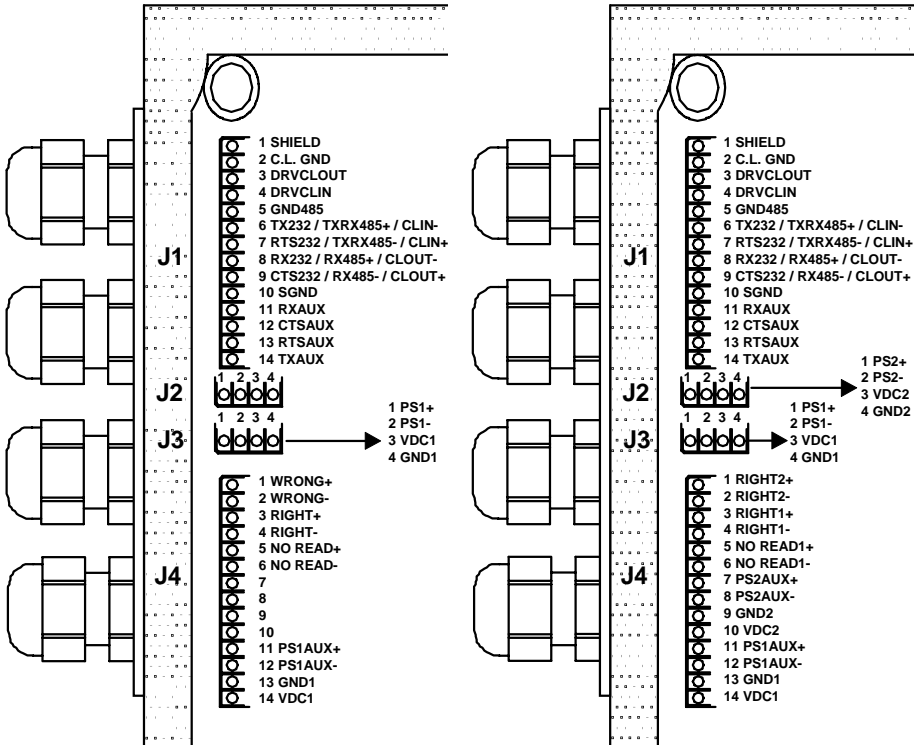 1 SHIELD
2 C.L. GND
3 DRVCLOUT
4 DRVCLIN
5 GND485
6 TX232 / TXRX485+ / CLIN-
7 RTS232 / TXRX485- / CLIN+
J1
8 RX232 / RX485+ / CLOUT-
9 CTS232 / RX485- / CLOUT+
10 SGND
11 RXAUX
12 CTSAUX
13 RTSAUX
14 TXAUX
1 2 3 4
J2
1 2 3 4
J3
1 PS1+
2 PS1-
3 VDC1
4 GND1
1 WRONG+
2 WRONG-
3 RIGHT+
4 RIGHT-
5 NO READ+
6 NO READ-
J4
7
8
9
10
11 PS1AUX+
12 PS1AUX-
13 GND1
14 VDC1
1 SHIELD
2 C.L. GND
3 DRVCLOUT
4 DRVCLIN
5 GND485
6 TX232 / TXRX485+ / CLIN-
7 RTS232 / TXRX485- / CLIN+
J1
8 RX232 / RX485+ / CLOUT-
9 CTS232 / RX485- / CLOUT+
10 SGND
11 RXAUX
12 CTSAUX
13 RTSAUX
14 TXAUX
1 2 3 4
J2
1 PS2+
2 PS2-
3 VDC2
4 GND2
1 2 3 4
J3
1 PS1+
2 PS1-
3 VDC1
4 GND1
1 RIGHT2+
2 RIGHT2-
3 RIGHT1+
4 RIGHT1-
5 NO READ1+
6 NO READ1-
J4
7 PS2AUX+
8 PS2AUX-
9 GND2
10 VDC2
11 PS1AUX+
12 PS1AUX-
13 GND1
14 VDC1